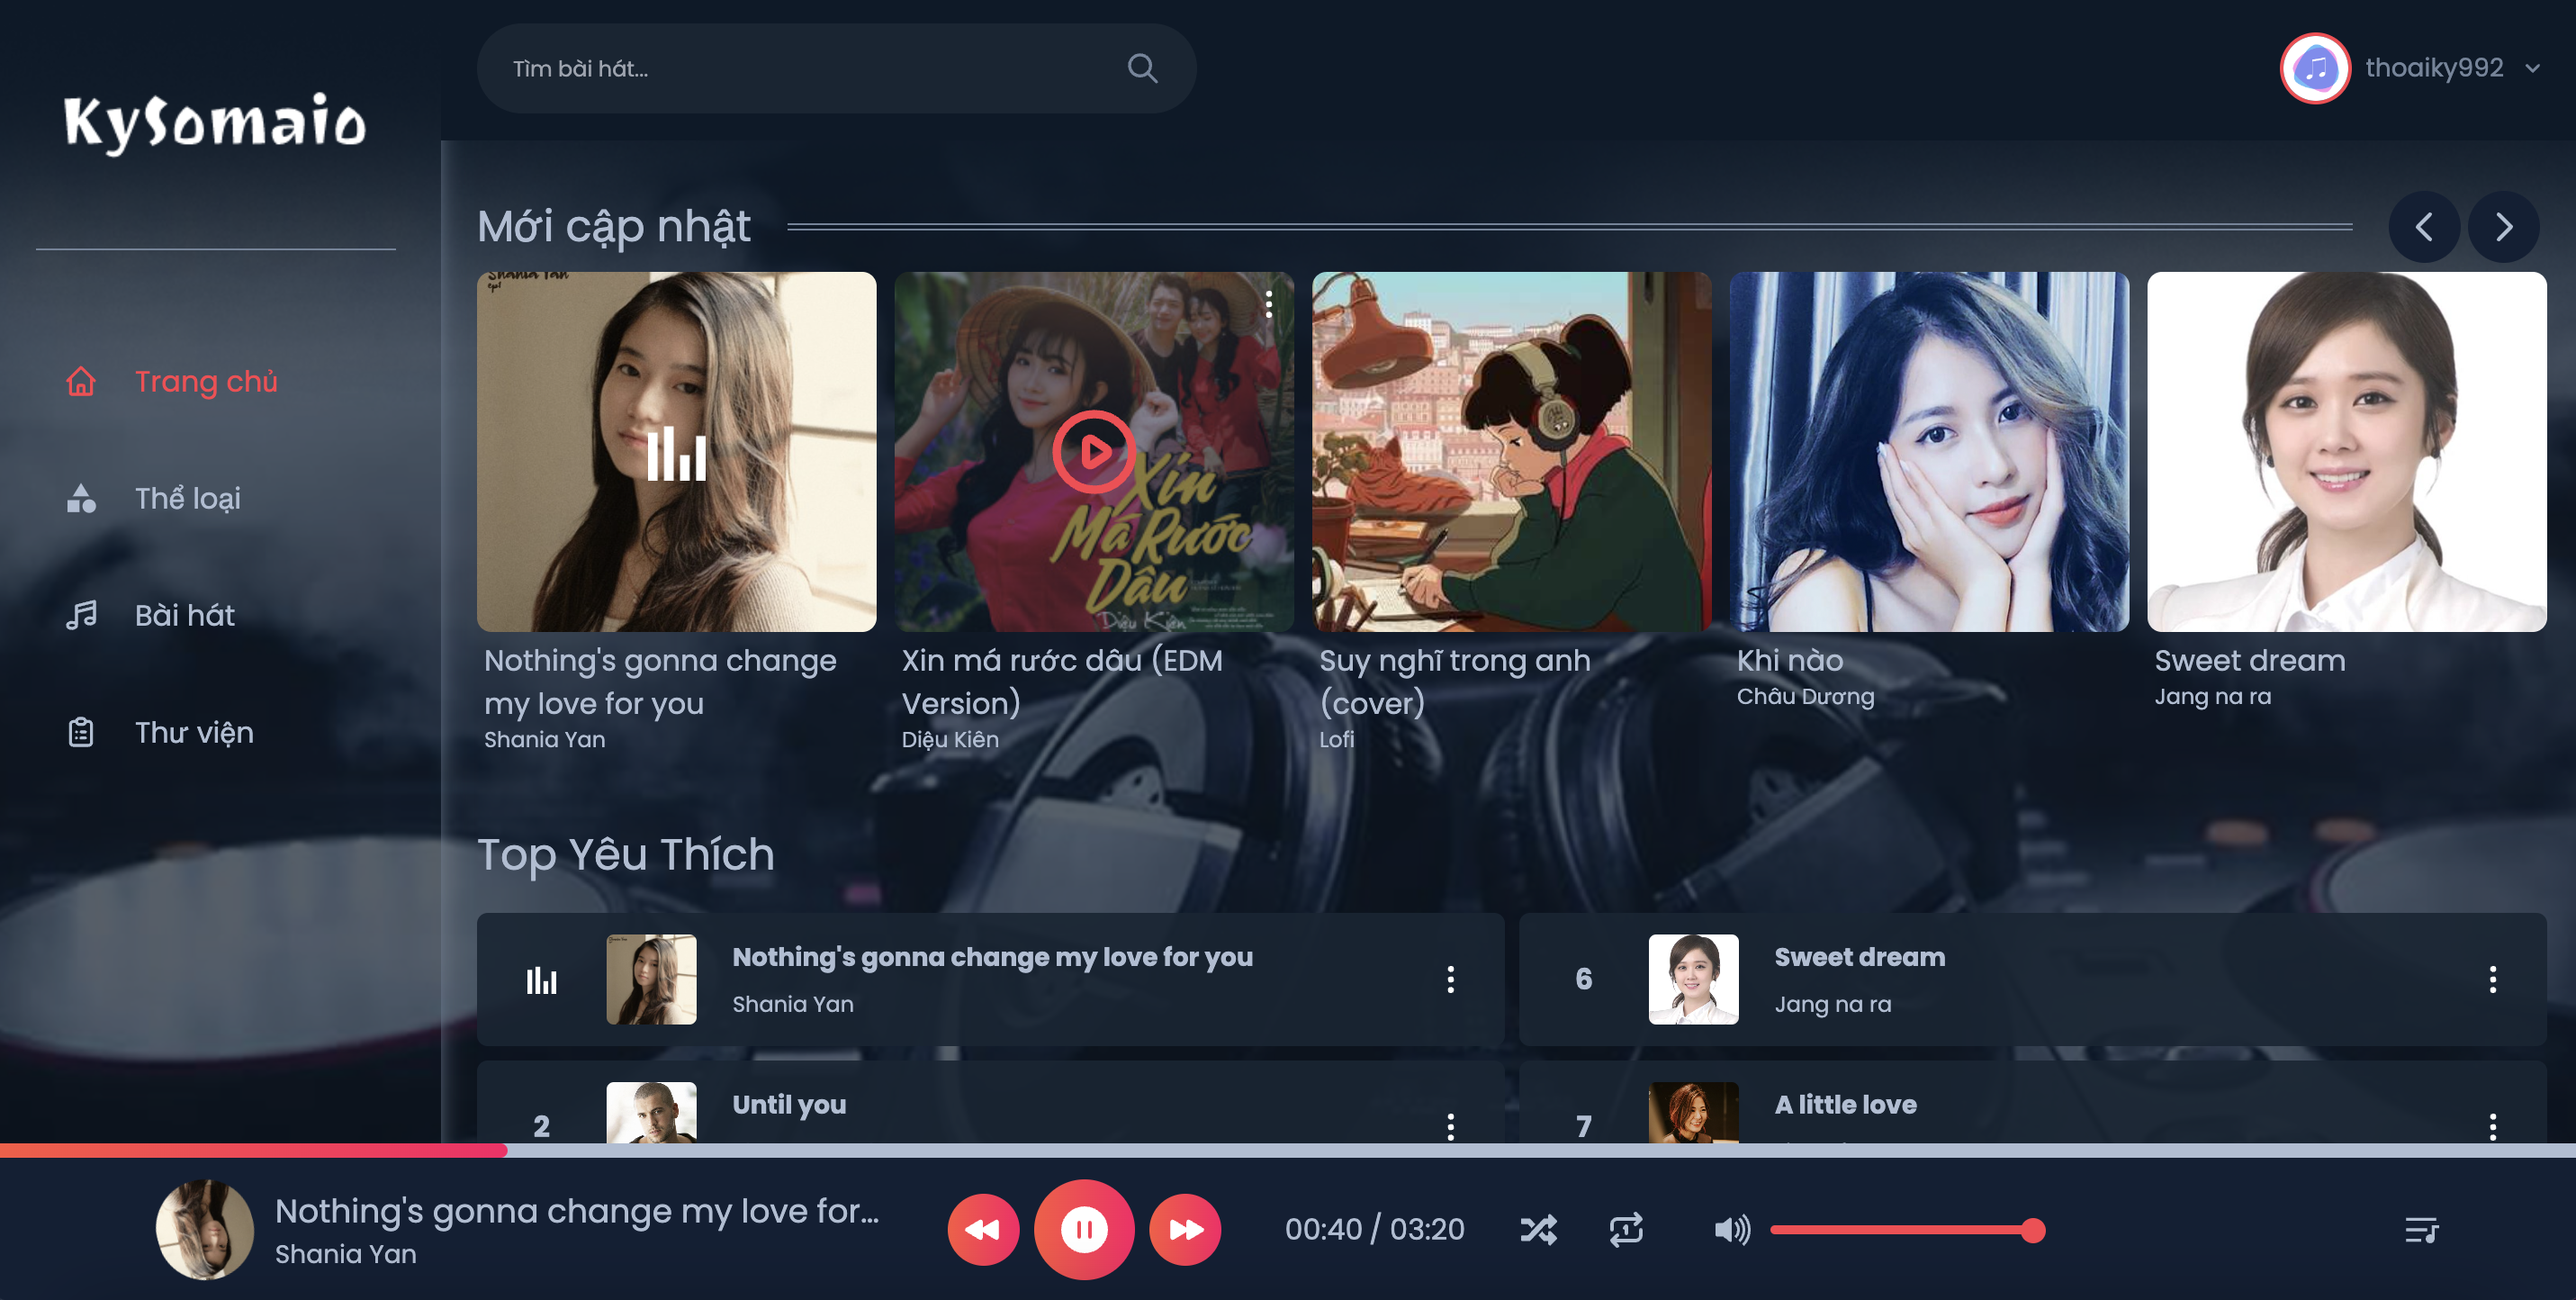 KySomaio
Tìm bài hát...
thoaiky992
Trang chủ
Thể loại
Bài hát
Thư viện
Mới cập nhật
Shania Yan
Xin
Má Rước
Dâu
Diệu Kiên
Nothing's gonna change
my love for you
Shania Yan
Xin má rước dâu (EDM
Version)
Diệu Kiên
Suy nghĩ trong anh
(cover)
Lofi
Khi nào
Châu Dương
Sweet dream
Jang na ra
Top Yêu Thích
Nothing's gonna change my love for you
Shania Yan
6
Sweet dream
Jang na ra
2
Until you
7
A little love
Nothing's gonna change my love for...
Shania Yan
00:40 / 03:20